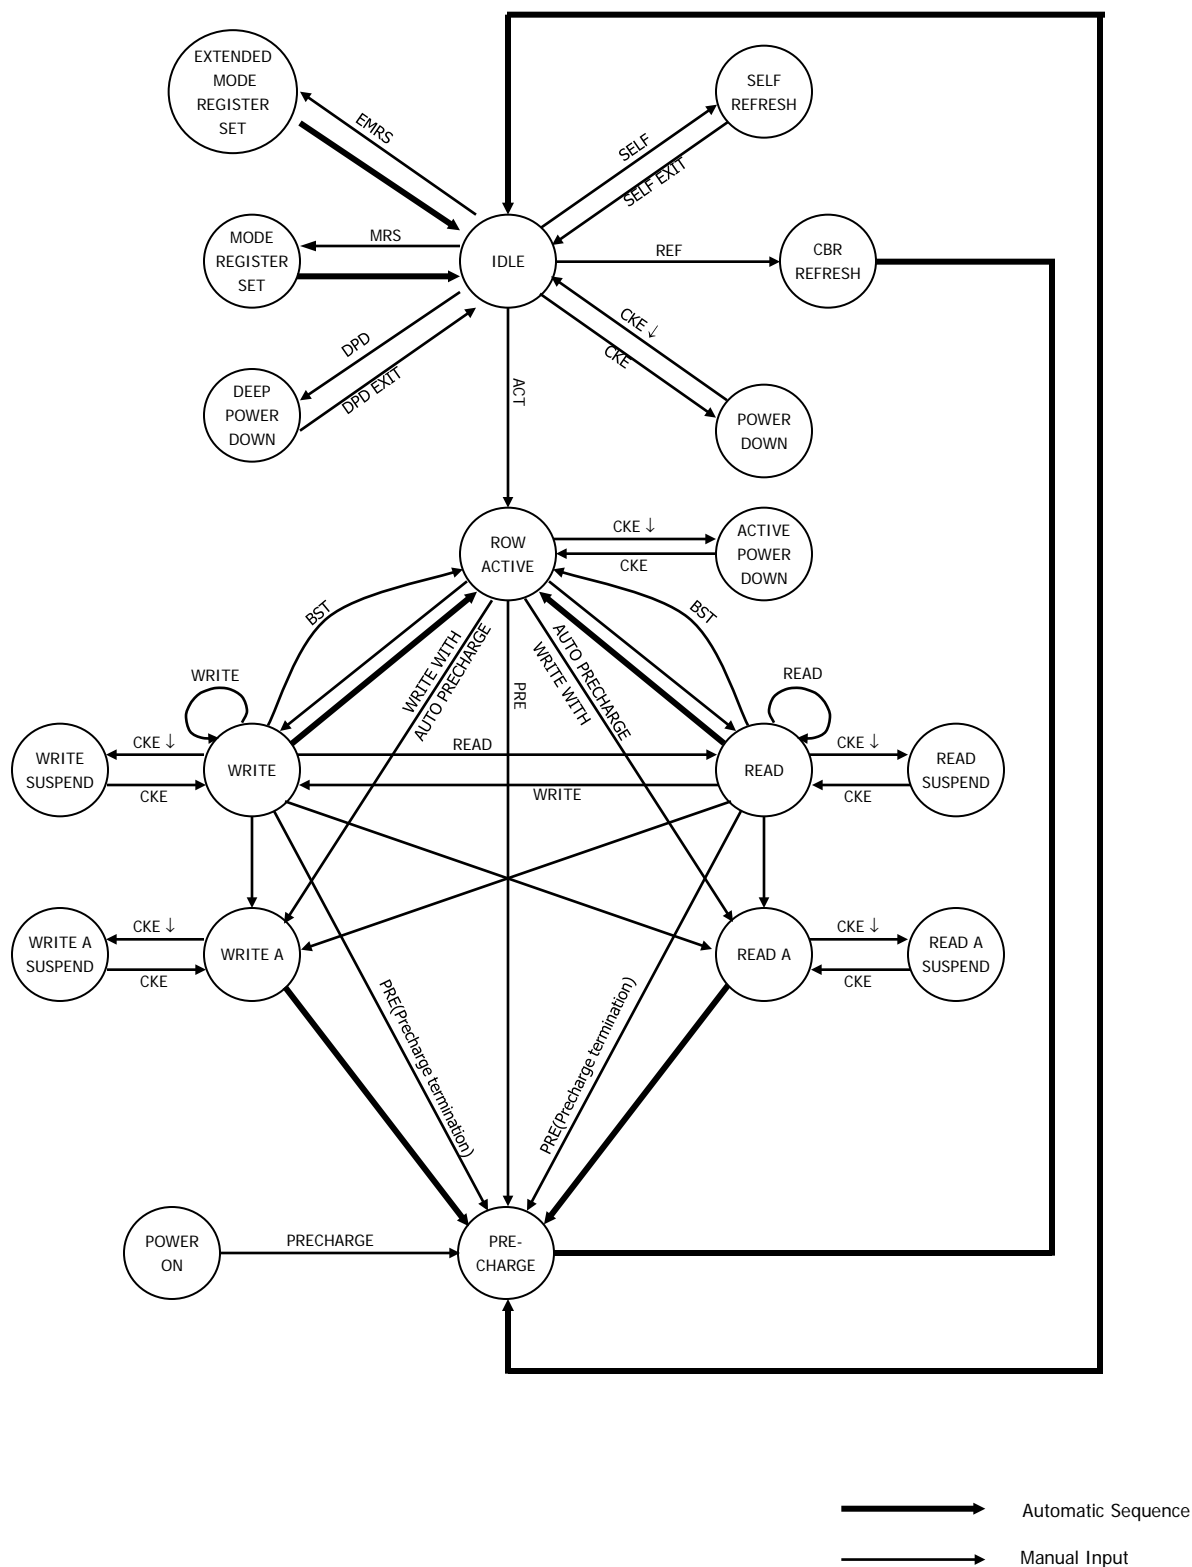 EXTENDED
MODE
REGISTER
SET
SELF
REFRESH
EMRS
SELF
SELF EXIT
MODE
REGISTER
SET
MRS
IDLE
REF
CBR
REFRESH
DPD
DPD EXIT
CKE ↓
CKE
DEEP
POWER
DOWN
ACT
POWER
DOWN
ROW
ACTIVE
CKE ↓
CKE
ACTIVE
POWER
DOWN
BST
BST
WRITE WITH
AUTO PRECHARGE
PRE
AUTO PRECHARGE
WRITE WITH
WRITE
READ
WRITE
SUSPEND
CKE ↓
CKE
WRITE
READ
WRITE
READ
CKE ↓
CKE
READ
SUSPEND
WRITE A
SUSPEND
CKE ↓
CKE
WRITE A
READ A
CKE ↓
CKE
READ A
SUSPEND
PRE(Precharge termination)
PRE(Precharge termination)
POWER
ON
PRECHARGE
PRE-
CHARGE
Automatic Sequence
Manual Input